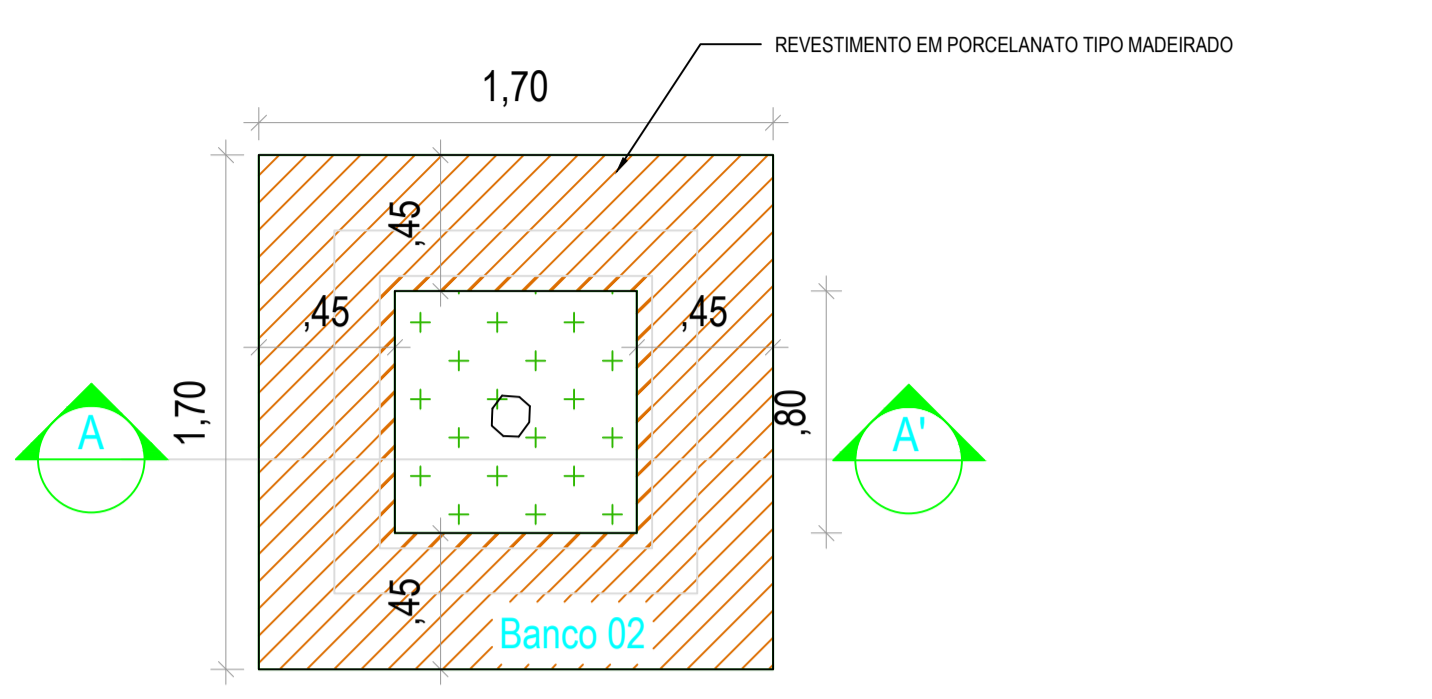 REVESTIMENTO EM PORCELANATO TIPO MADEIRADO
1,70
,45
,45
,45
1,70
,80
A
A'
,45
Banco 02